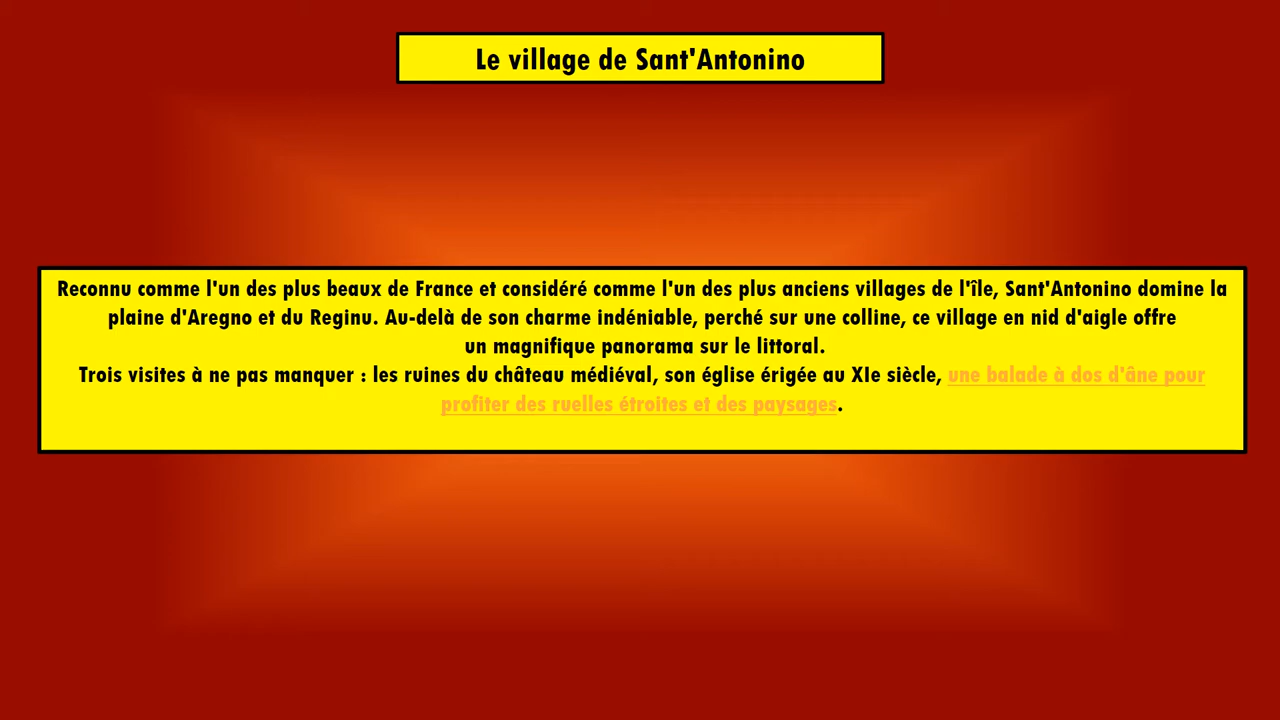 Le village de Sant'Antonino
Reconnu comme l'un des plus beaux de France et considéré comme l'un des plus anciens villages de l'île, Sant'Antonino domine la
plaine d'Aregno et du Reginu. Au-delà de son charme indéniable, perché sur une colline, ce village en nid d'aigle offre
un magnifique panorama sur le littoral.
Trois visites à ne pas manquer : les ruines du château médiéval, son église érigée au XIe siècle, une balade à dos d'âne pour
profiter des ruelles étroites et des paysages.